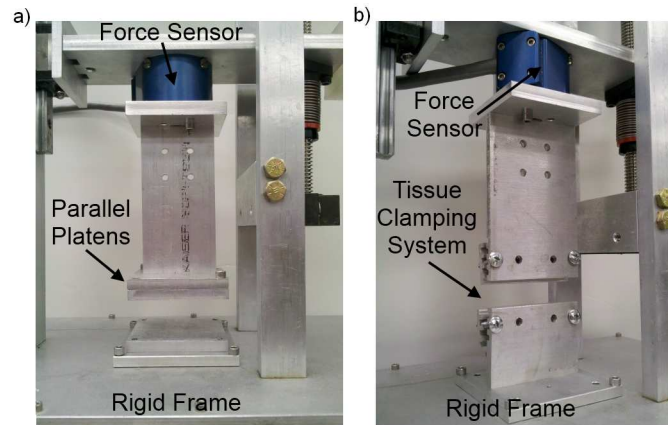 a)
Force Sensor
Parallel
Platens
Rigid Frame
b)
Force
Sensor
Tissue
Clamping
System
Rigid Frame